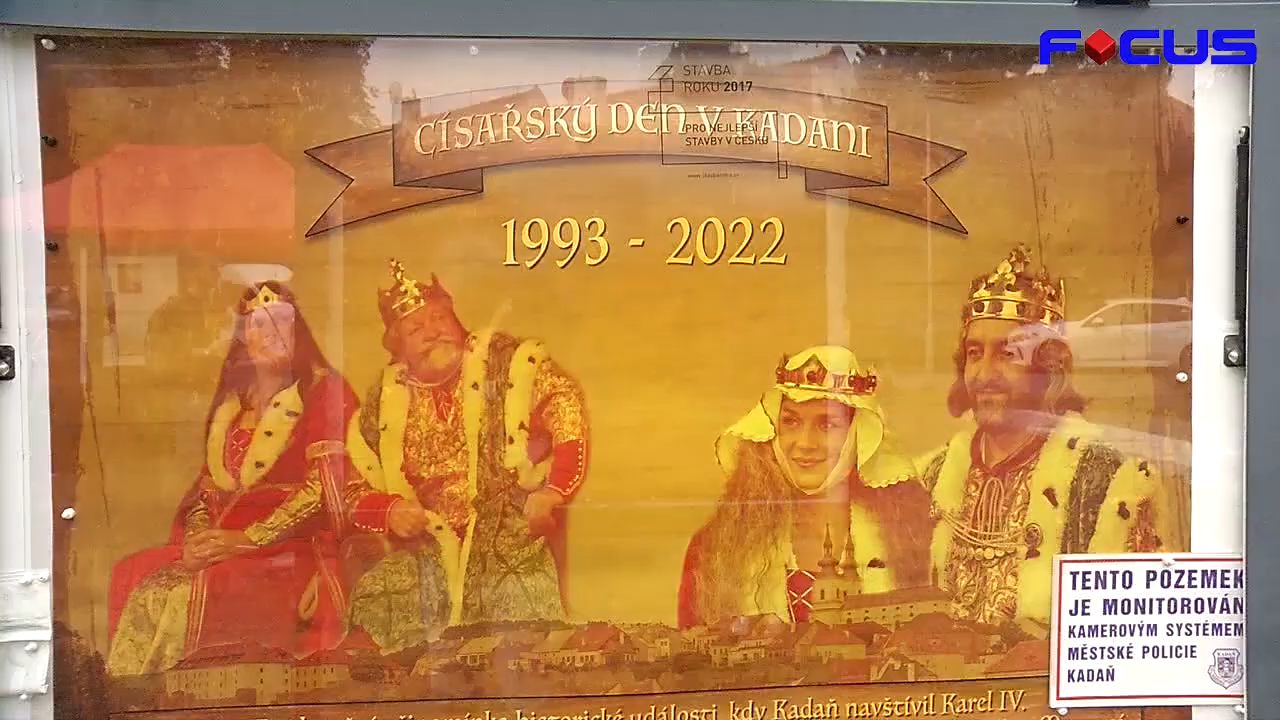 FOCUS
STAVBA
ROKU 2017
CÍSAŘSKÝ DEN V KADANI
PRO NEJLEPŠÍ
STAVBY V ČESKU
1993 - 2022
TENTO POZEMEK
JE MONITOROVÁN
KAMEROVÝM SYSTÉMEM
MĚSTSKÉ POLICIE
KADAŇ
historické události, kdy Kadaň navštívil Karel IV.